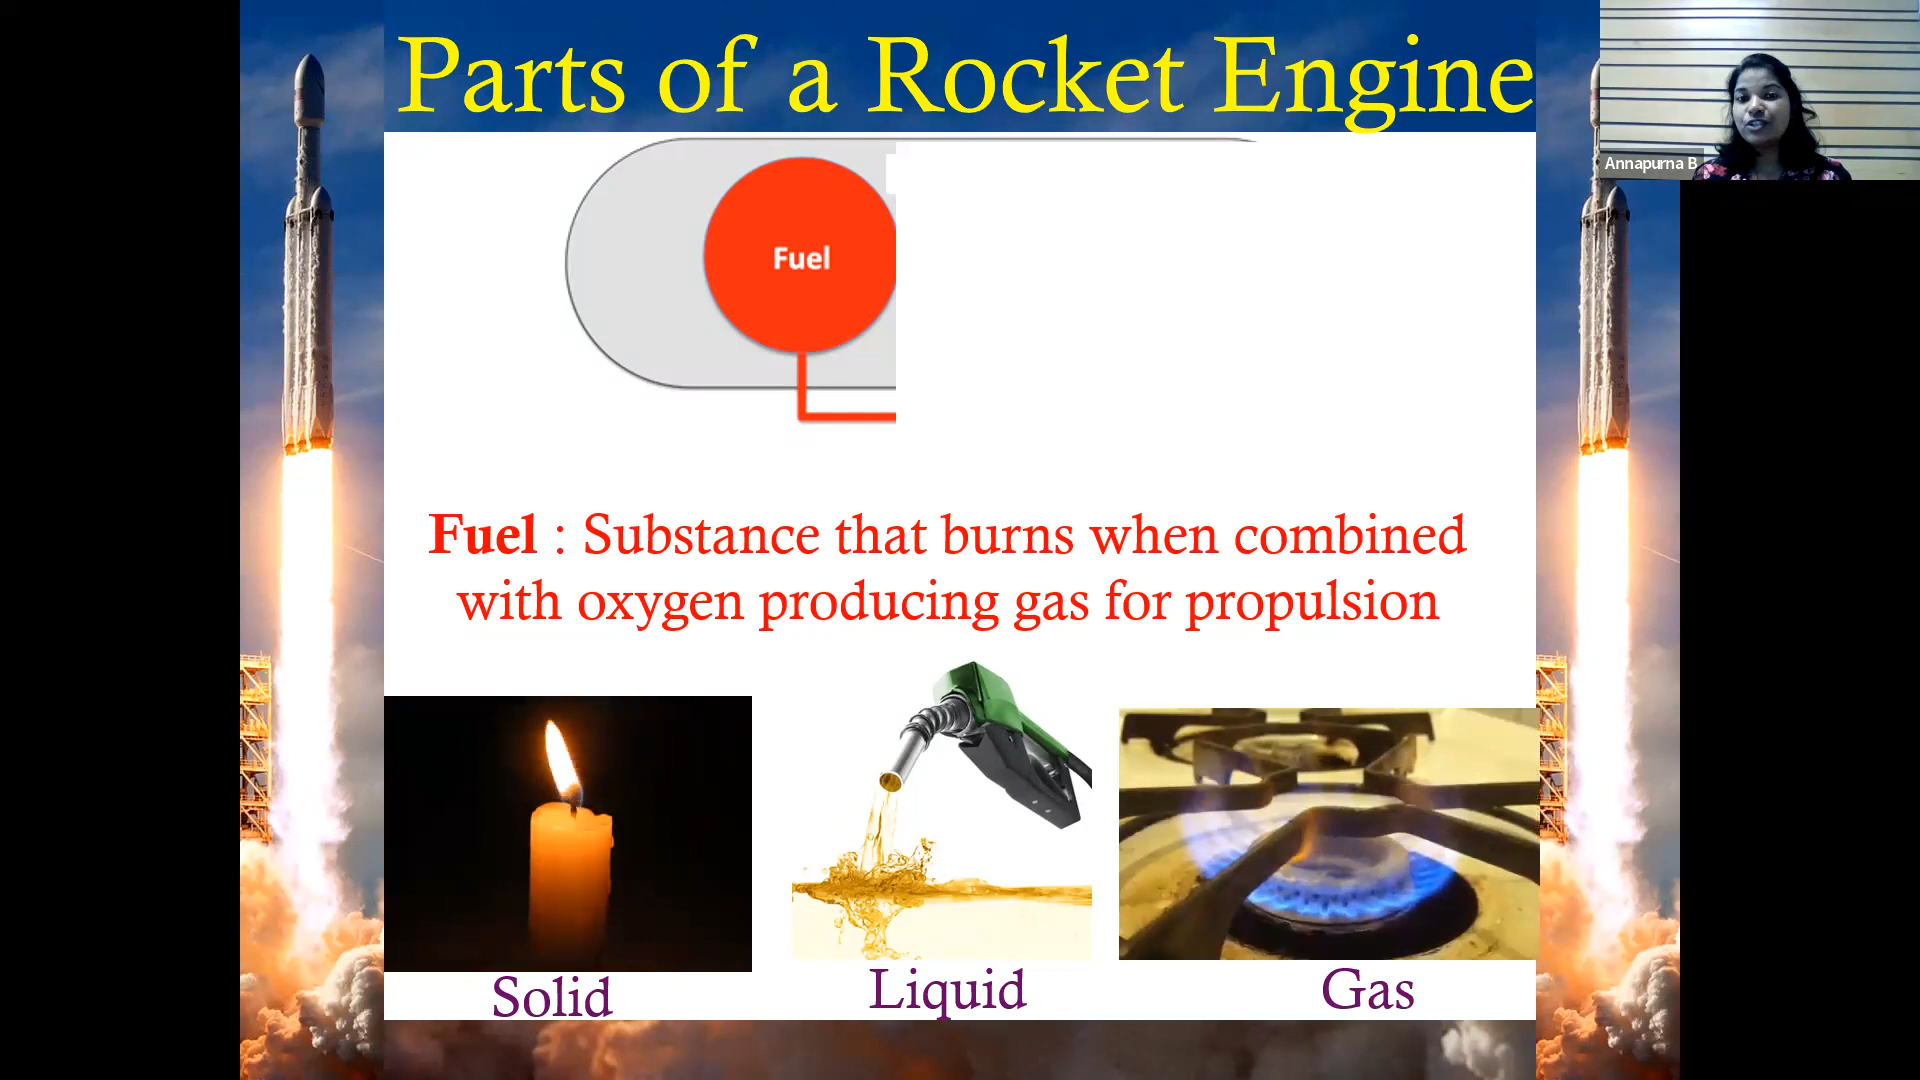 Parts of a Rocket Engine
Annapurna B
Fuel
Fuel : Substance that burns when combined
with oxygen producing gas for propulsion
Solid
Liquid
Gas